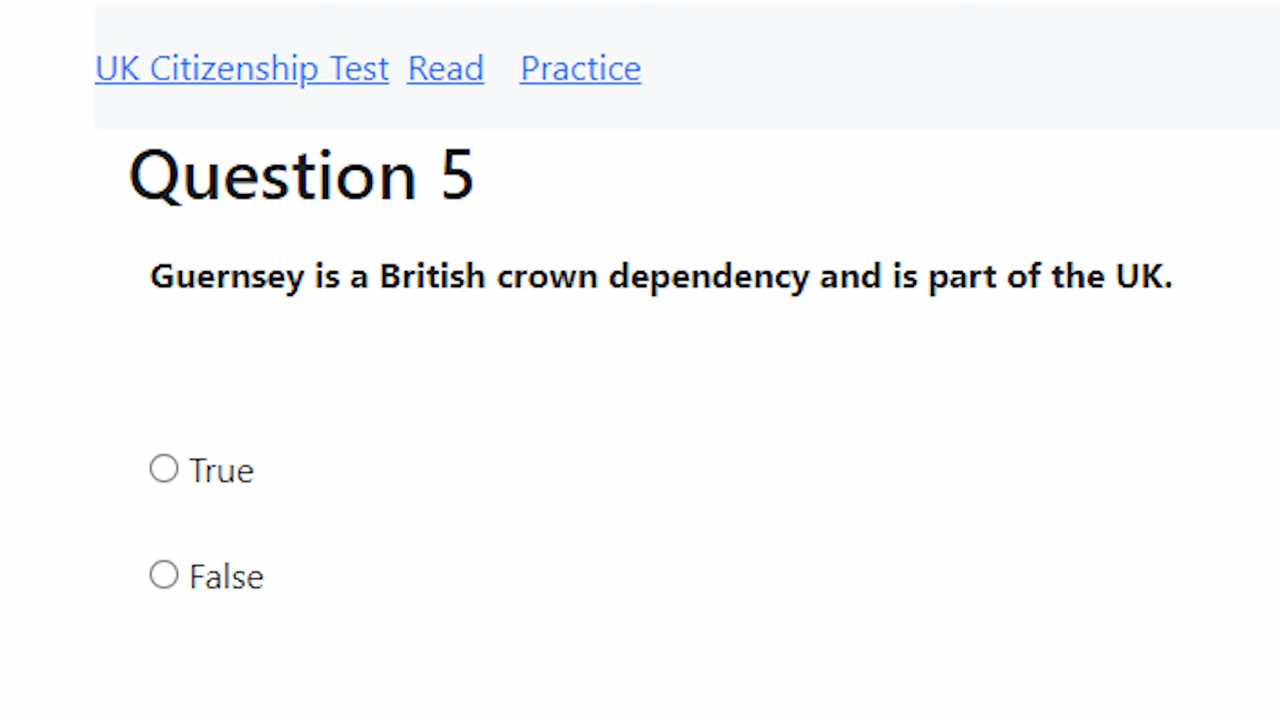 UK Citizenship Test Read Practice
Question 5
Guernsey is a British crown dependency and is part of the UK.
True
False